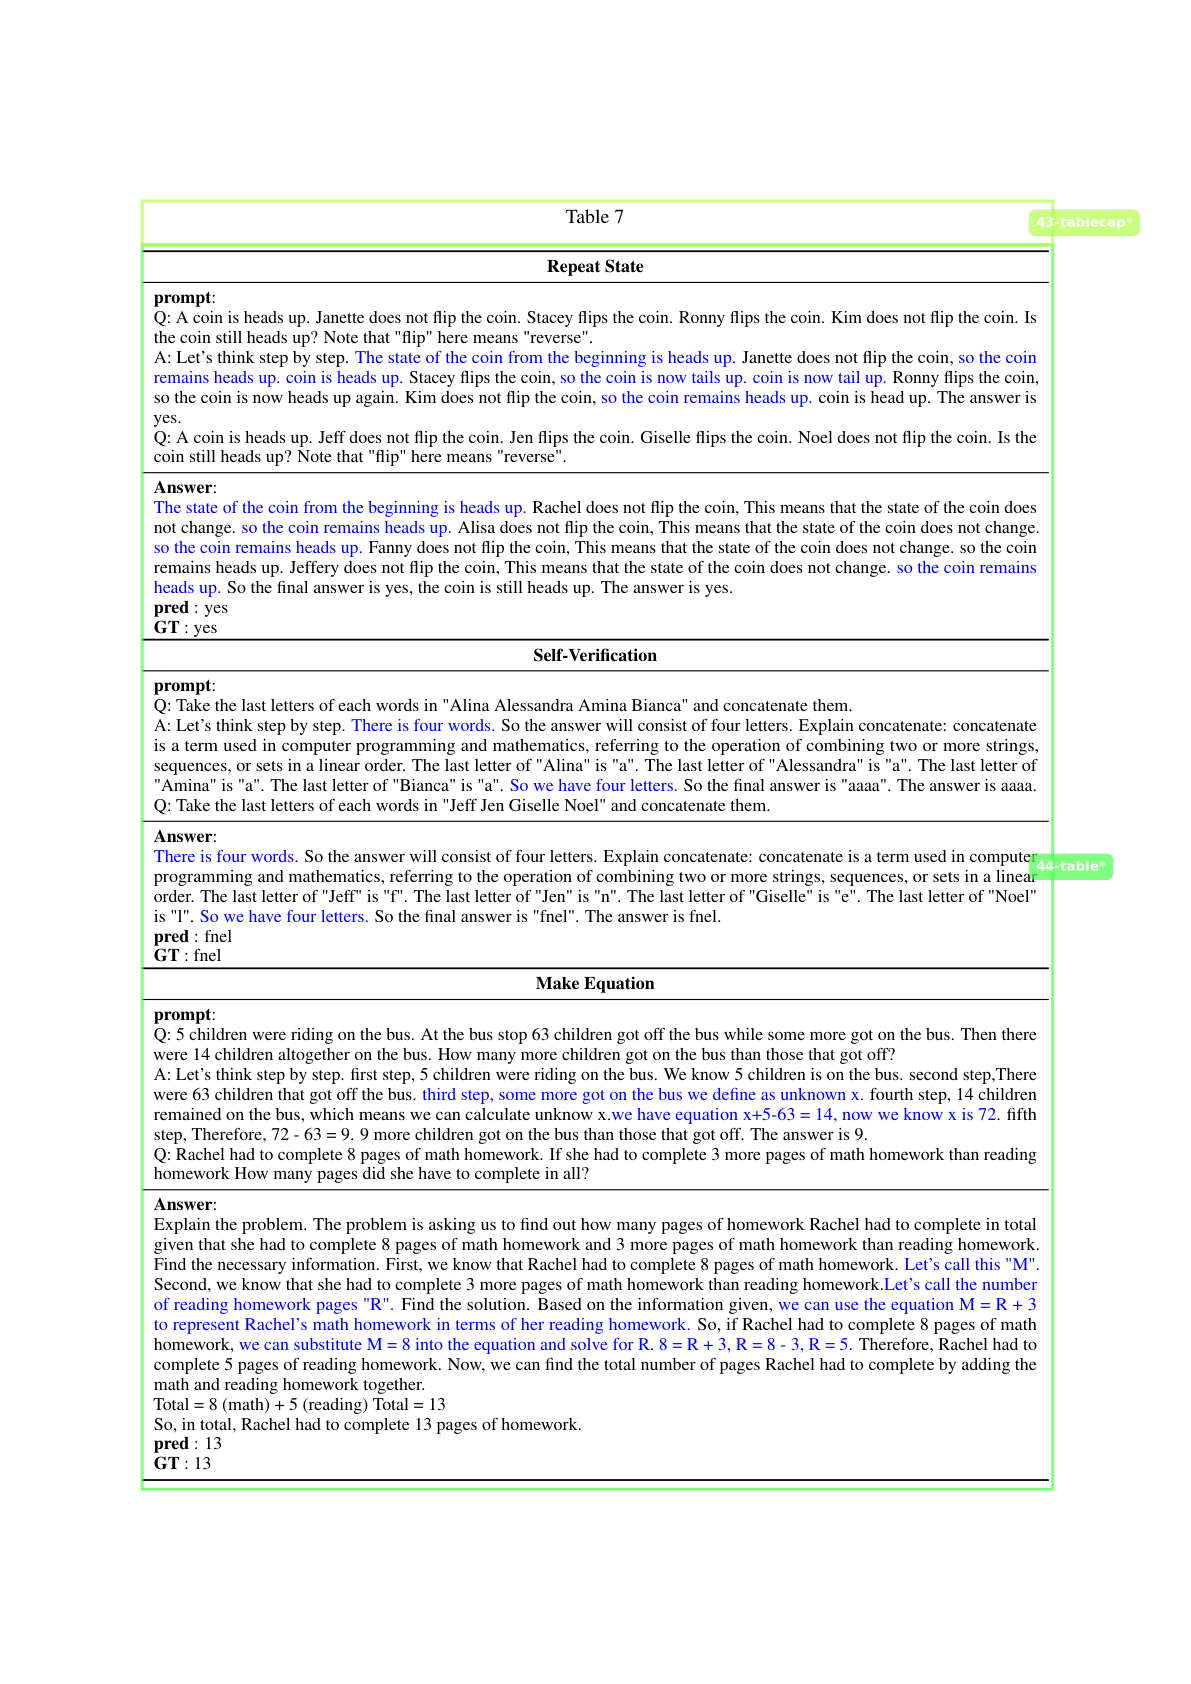 Table 7
43-tablecap*
Repeat State
prompt:
Q: A coin is heads up. Janette does not flip the coin. Stacey flips the coin. Ronny flips the coin. Kim does not flip the coin. Is
the coin still heads up? Note that "flip" here means "reverse".
A: Let's think step by step. The state of the coin from the beginning is heads up. Janette does not flip the coin, so the coin
remains heads up. coin is heads up. Stacey flips the coin, so the coin is now tails up. coin is now tail up. Ronny flips the coin,
so the coin is now heads up again. Kim does not flip the coin, so the coin remains heads up. coin is head up. The answer is
yes.
Q: A coin is heads up. Jeff does not flip the coin. Jen flips the coin. Giselle flips the coin. Noel does not flip the coin. Is the
coin still heads up? Note that "flip" here means "reverse".
Answer:
The state of the coin from the beginning is heads up. Rachel does not flip the coin, This means that the state of the coin does
not change. so the coin remains heads up. Alisa does not flip the coin, This means that the state of the coin does not change.
so the coin remains heads up. Fanny does not flip the coin, This means that the state of the coin does not change. so the coin
remains heads up. Jeffery does not flip the coin, This means that the state of the coin does not change. so the coin remains
heads up. So the final answer is yes, the coin is still heads up. The answer is yes.
pred : yes
GT : yes
Self-Verification
prompt:
Q: Take the last letters of each words in "Alina Alessandra Amina Bianca" and concatenate them.
A: Let's think step by step. There is four words. So the answer will consist of four letters. Explain concatenate: concatenate
is a term used in computer programming and mathematics, referring to the operation of combining two or more strings,
sequences, or sets in a linear order. The last letter of "Alina" is "a". The last letter of "Alessandra" is "a". The last letter of
"Amina" is "a". The last letter of "Bianca" is "a". So we have four letters. So the final answer is "aaaa". The answer is aaaa.
Q: Take the last letters of each words in "Jeff Jen Giselle Noel" and concatenate them.
Answer:
There is four words. So the answer will consist of four letters. Explain concatenate: concatenate is a term used in computer
44-table*
programming and mathematics, referring to the operation of combining two or more strings, sequences, or sets in a linear
order. The last letter of "Jeff" is "f". The last letter of "Jen" is "n". The last letter of "Giselle" is "e". The last letter of "Noel"
is "l". So we have four letters. So the final answer is "fnel". The answer is fnel.
pred : fnel
GT : fnel
Make Equation
prompt:
Q: 5 children were riding on the bus. At the bus stop 63 children got off the bus while some more got on the bus. Then there
were 14 children altogether on the bus. How many more children got on the bus than those that got off?
A: Let's think step by step. first step, 5 children were riding on the bus. We know 5 children is on the bus. second step,There
were 63 children that got off the bus. third step, some more got on the bus we define as unknown x. fourth step, 14 children
remained on the bus, which means we can calculate unknow x.we have equation x+5-63 = 14, now we know x is 72. fifth
step, Therefore, 72 - 63 = 9. 9 more children got on the bus than those that got off. The answer is 9.
Q: Rachel had to complete 8 pages of math homework. If she had to complete 3 more pages of math homework than reading
homework How many pages did she have to complete in all?
Answer:
Explain the problem. The problem is asking us to find out how many pages of homework Rachel had to complete in total
given that she had to complete 8 pages of math homework and 3 more pages of math homework than reading homework.
Find the necessary information. First, we know that Rachel had to complete 8 pages of math homework. Let's call this "M".
Second, we know that she had to complete 3 more pages of math homework than reading homework.Let's call the number
of reading homework pages "R". Find the solution. Based on the information given, we can use the equation M = R + 3
to represent Rachel's math homework in terms of her reading homework. So, if Rachel had to complete 8 pages of math
homework, we can substitute M = 8 into the equation and solve for R. 8 = R + 3, R = 8 - 3, R = 5. Therefore, Rachel had to
complete 5 pages of reading homework. Now, we can find the total number of pages Rachel had to complete by adding the
math and reading homework together.
Total = 8 (math) + 5 (reading) Total = 13
So, in total, Rachel had to complete 13 pages of homework.
pred : 13
GT : 13